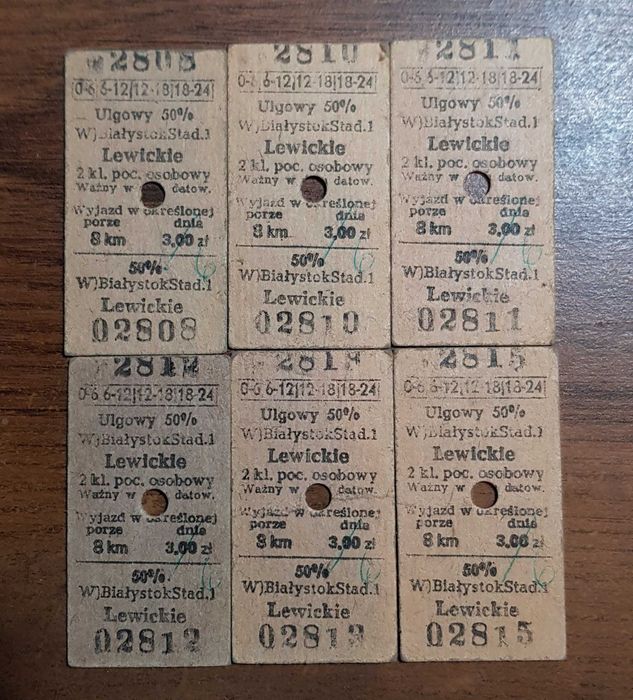 2808
0-6 6-12 12-18 18-24
Ulgowy 50%
W)BiałystokStad.1
Lewickie
2 kl. poc. osobowy
Ważny w datow.
Wyjazd w określonej
porze dnia
8 km 3,00 zł
50%
W)BiałystokStad.1
Lewickie
02808
2810
0-6 6-12 12-18 18-24
Ulgowy 50%
W)BiałystokStad.1
Lewickie
2 kl. poc. osobowy
Ważny w datow.
Wyjazd w określonej
porze dnia
8 km 3,00 zł
50%
W)BiałystokStad.1
Lewickie
02810
2811
0-6 6-12 12-18 18-24
Ulgowy 50%
W)BiałystokStad.1
Lewickie
2 kl. poc. osobowy
Ważny w datow.
Wyjazd w określonej
porze dnia
8 km 3,00 zł
50%
W)BiałystokStad.1
Lewickie
02811
2812
0-6 6-12 12-18 18-24
Ulgowy 50%
W)BiałystokStad.1
Lewickie
2 kl. poc. osobowy
Ważny w datow.
Wyjazd w określonej
porze dnia
8 km 3,00 zł
50%
W)BiałystokStad.1
Lewickie
02812
2813
0-6 6-12 12-18 18-24
Ulgowy 50%
W)BiałystokStad.1
Lewickie
2 kl. poc. osobowy
Ważny w datow.
Wyjazd w określonej
porze dnia
8 km 3,00 zł
50%
W)BiałystokStad.1
Lewickie
02813
2815
0-6 6-12 12-18 18-24
Ulgowy 50%
W)BiałystokStad.1
Lewickie
2 kl. poc. osobowy
Ważny w datow.
Wyjazd w określonej
porze dnia
8 km 3,00 zł
50%
W)BiałystokStad.1
Lewickie
02815